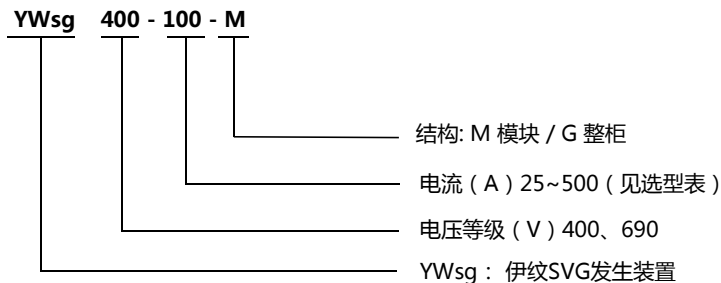 YWsg 400 - 100 - M
结构: M 模块 / G 整柜
电流（A）25~500（见选型表）
电压等级（V）400、690
YWsg： 伊纹SVG发生装置